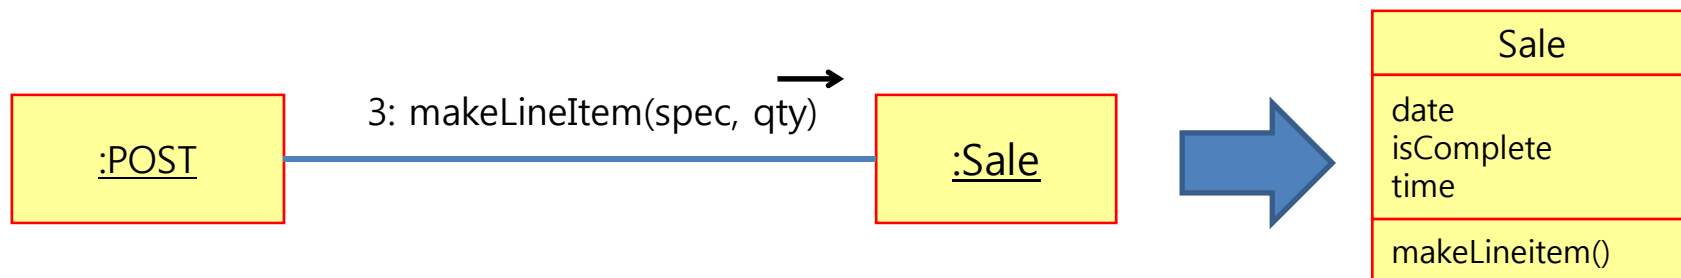 :POST
3: makeLineItem(spec, qty)
:Sale
Sale
date
isComplete
time
makeLineitem()